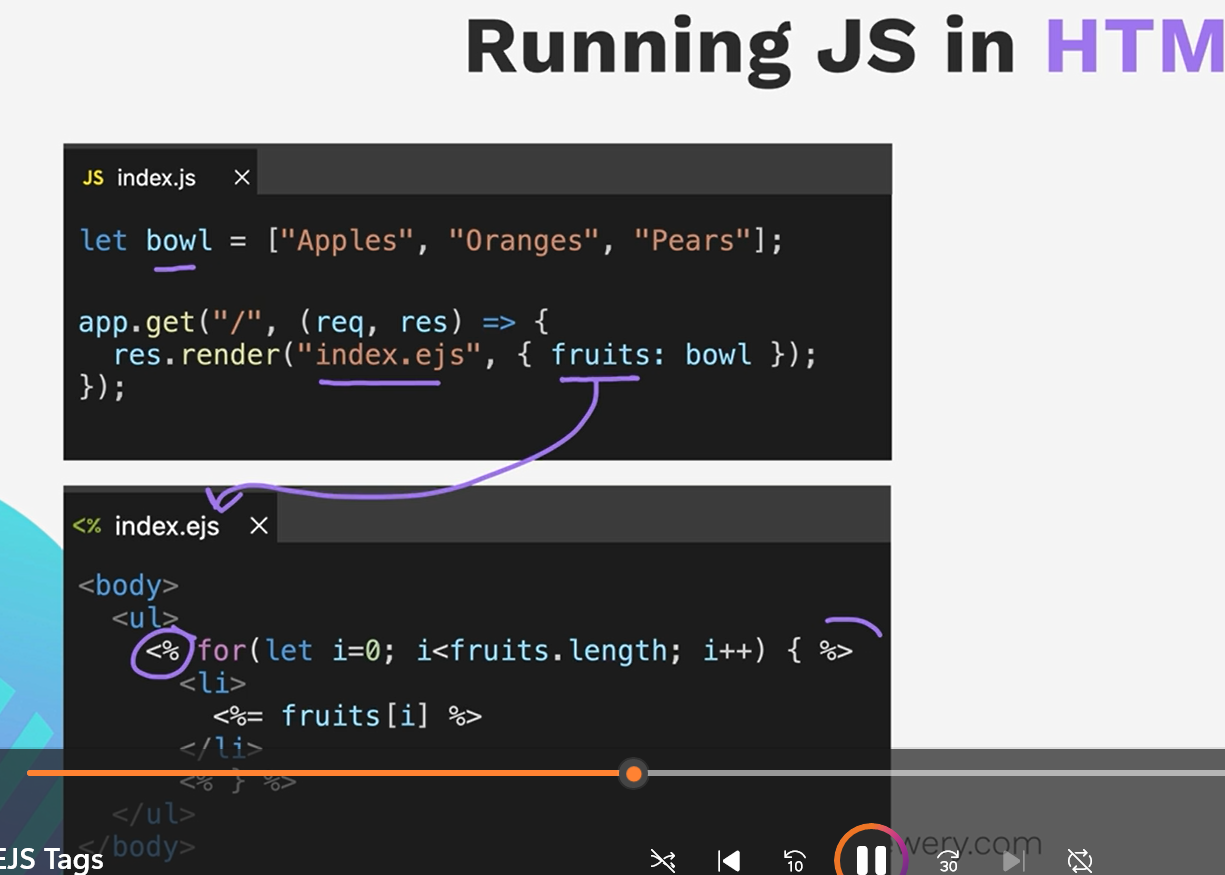 Running JS in HTM
JS index.js ×
let bowl = ["Apples", "Oranges", "Pears"];
app.get("/", (req, res) => {
res.render("index.ejs", { fruits: bowl });
});
<% index.ejs ×
<body>
<ul>
<% for(let i=0; i<fruits.length; i++) { %>
<li>
<%= fruits[i] %>
</li>
<% } %>
</ul>
</body>
EJS Tags
10
30
wery.com